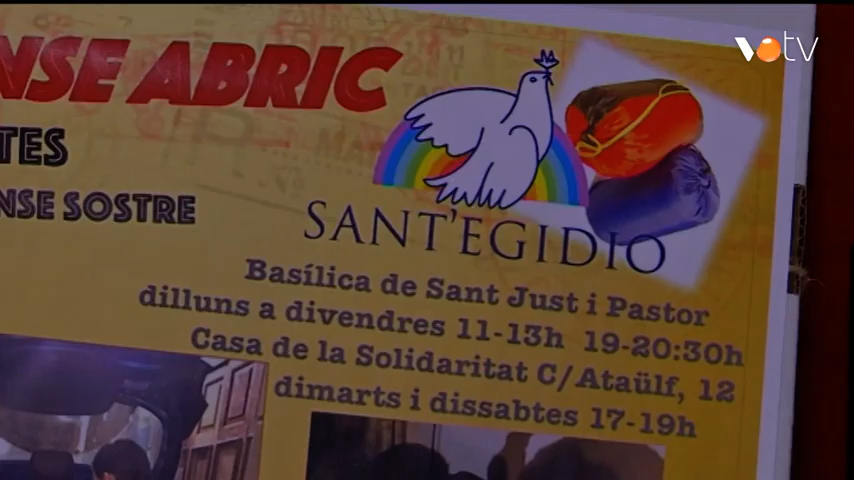 votv
NSE ABRIC
TES
NSE SOSTRE
SANT'EGIDIO
Basílica de Sant Just i Pastor
dilluns a divendres 11-13h 19-20:30h
Casa de la Solidaritat C/Ataülf, 12
dimarts i dissabtes 17-19h